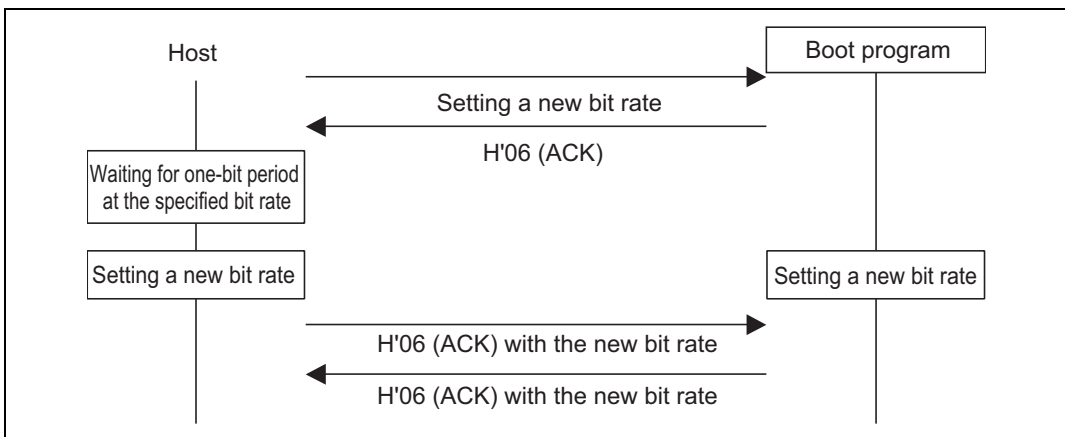 Host
Boot program
Setting a new bit rate
H'06 (ACK)
Waiting for one-bit period
at the specified bit rate
Setting a new bit rate
Setting a new bit rate
H'06 (ACK) with the new bit rate
H'06 (ACK) with the new bit rate